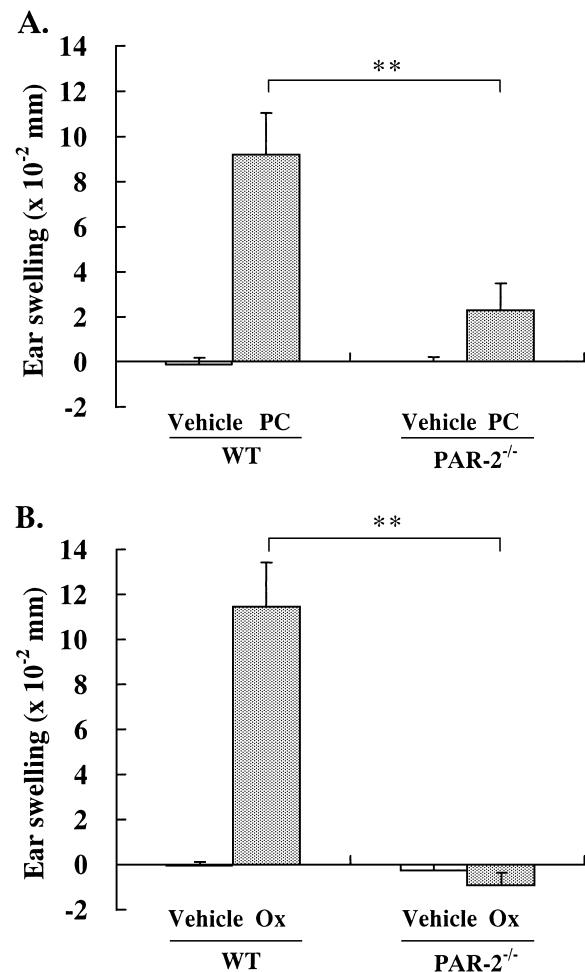 A.
14
12
10
8
6
4
2
0
-2
Ear swelling (x 10⁻² mm)
**
Vehicle PC Vehicle PC
WT PAR-2⁻/⁻
B.
14
12
10
8
6
4
2
0
-2
Ear swelling (x 10⁻² mm)
**
Vehicle Ox Vehicle Ox
WT PAR-2⁻/⁻